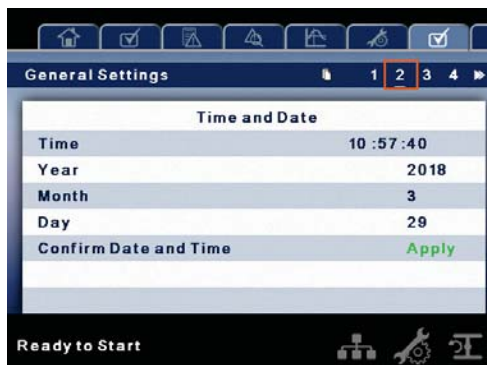 General Settings 1 2 3 4
Time and Date
Time 10 :57:40
Year 2018
Month 3
Day 29
Confirm Date and Time Apply
Ready to Start